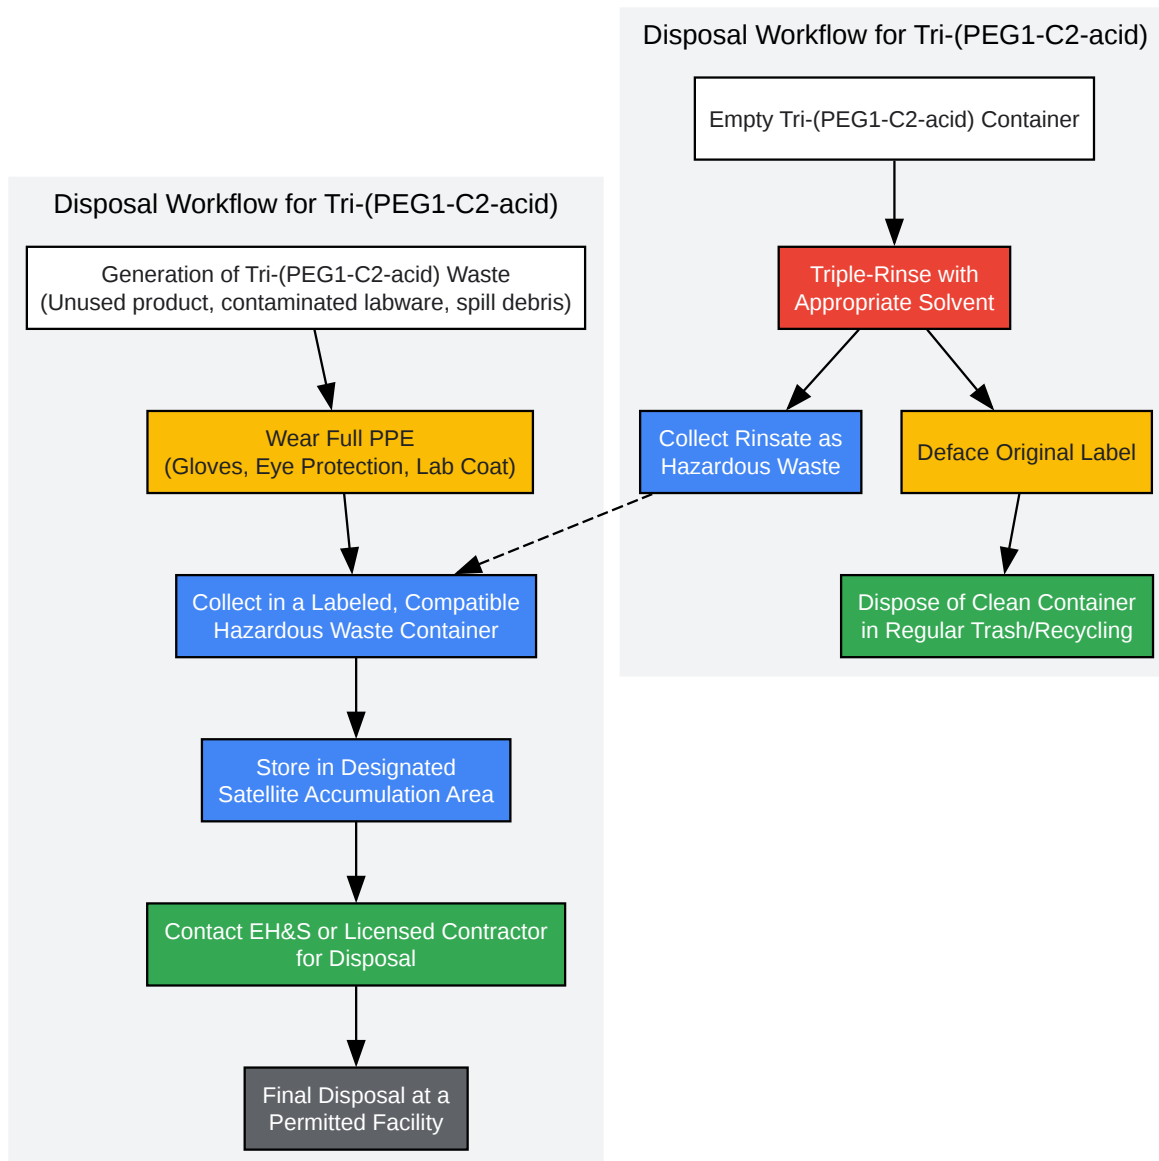 Disposal Workflow for Tri-(PEG1-C2-acid)
Empty Tri-(PEG1-C2-acid) Container
Triple-Rinse with
Appropriate Solvent
Collect Rinsate as
Hazardous Waste
Deface Original Label
Dispose of Clean Container
in Regular Trash/Recycling
Disposal Workflow for Tri-(PEG1-C2-acid)
Generation of Tri-(PEG1-C2-acid) Waste
(Unused product, contaminated labware, spill debris)
Wear Full PPE
(Gloves, Eye Protection, Lab Coat)
Collect in a Labeled, Compatible
Hazardous Waste Container
Store in Designated
Satellite Accumulation Area
Contact EH&S or Licensed Contractor
for Disposal
Final Disposal at a
Permitted Facility